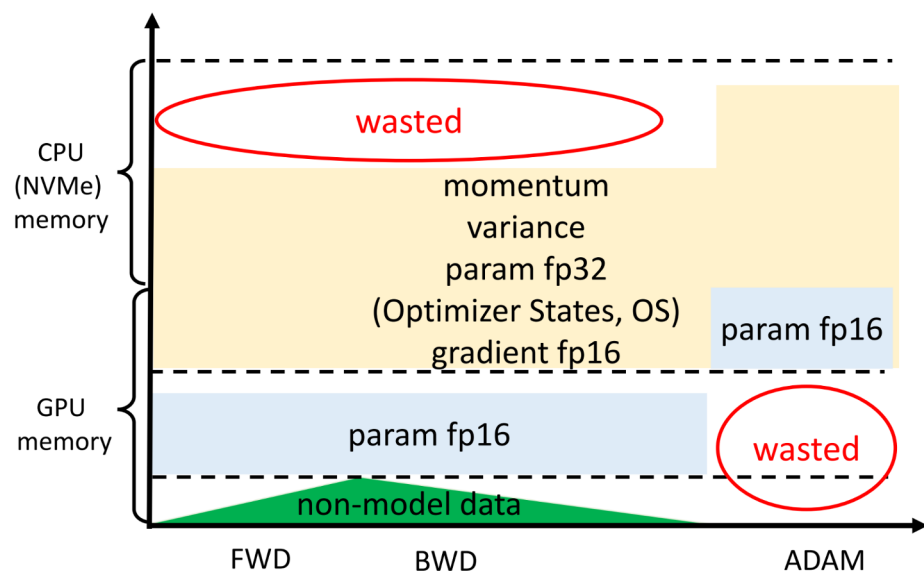 wasted
CPU
(NVMe)
memory
momentum
variance
param fp32
(Optimizer States, OS)
gradient fp16
param fp16
GPU
memory
param fp16
wasted
non-model data
FWD
BWD
ADAM